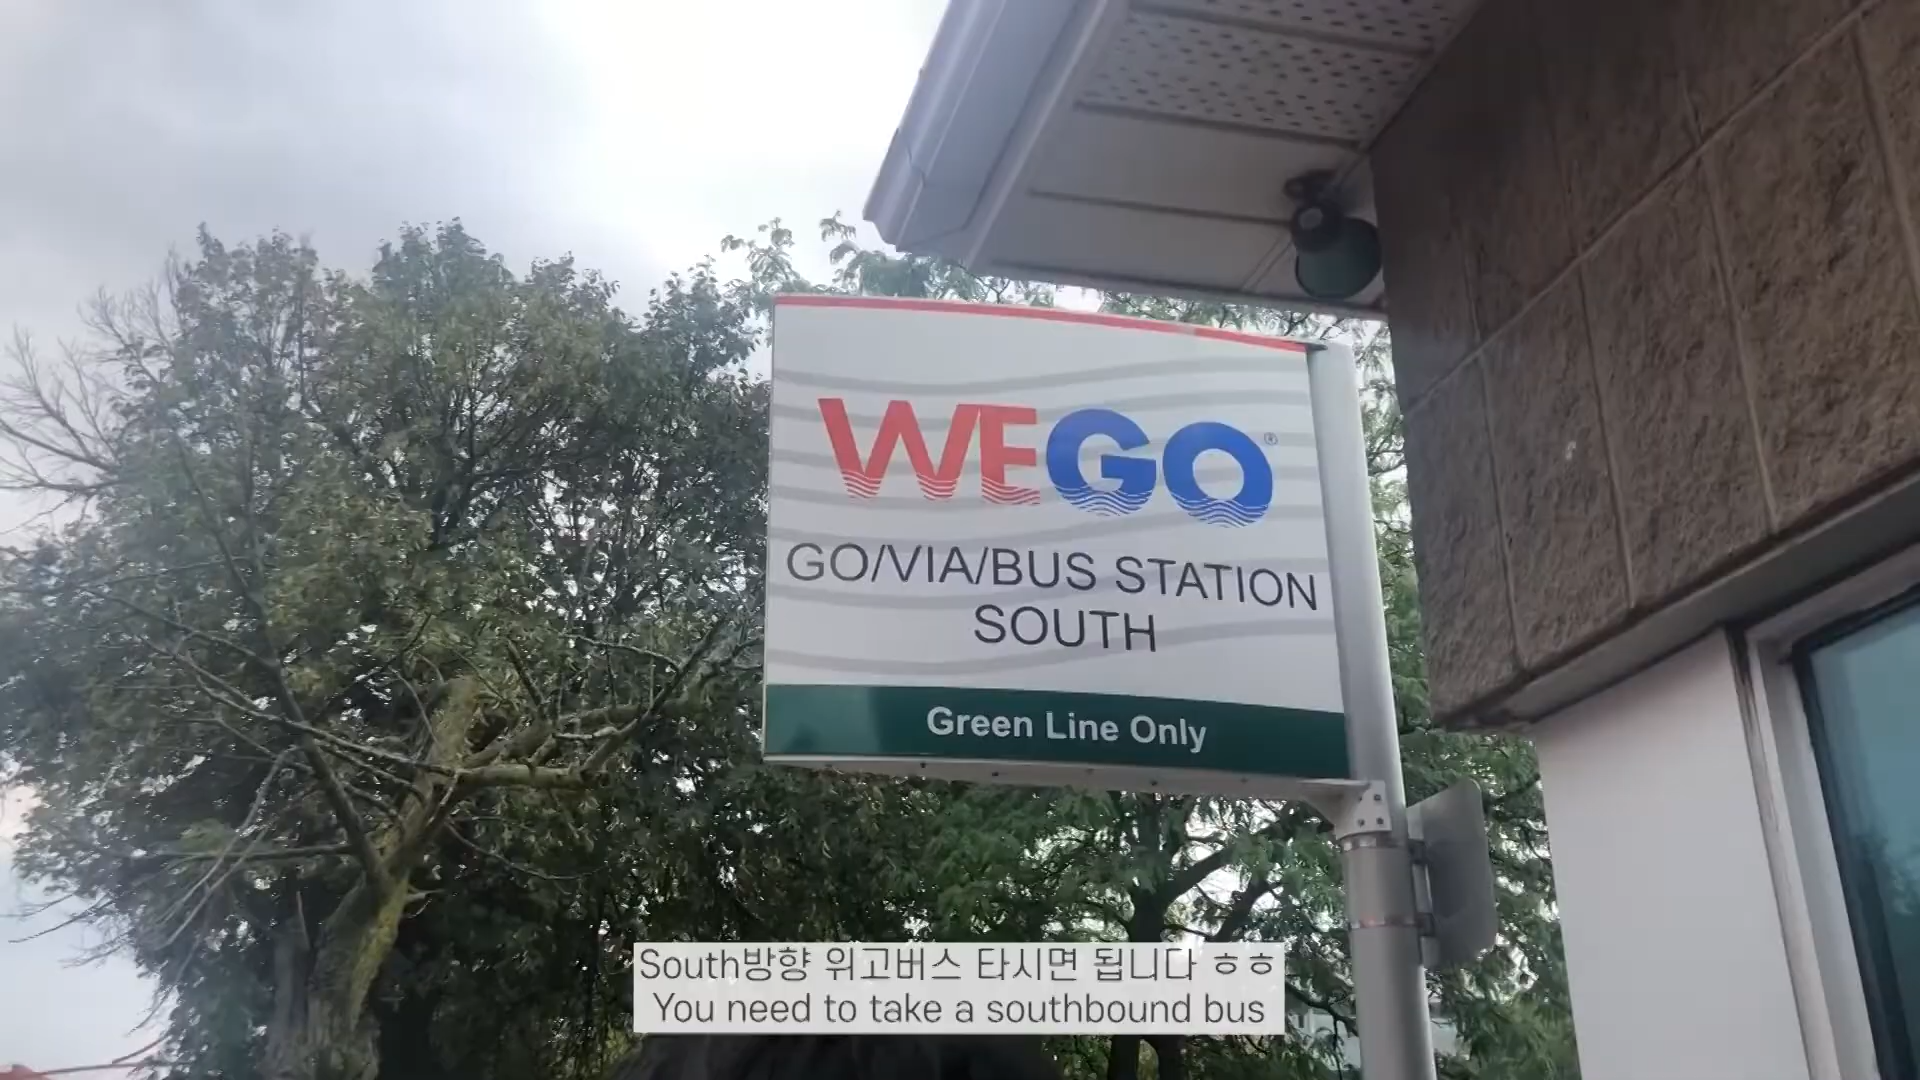 WEGO®
GO/VIA/BUS STATION
SOUTH
Green Line Only
South방향 위고버스 타시면 됩니다 ㅎㅎ
You need to take a southbound bus